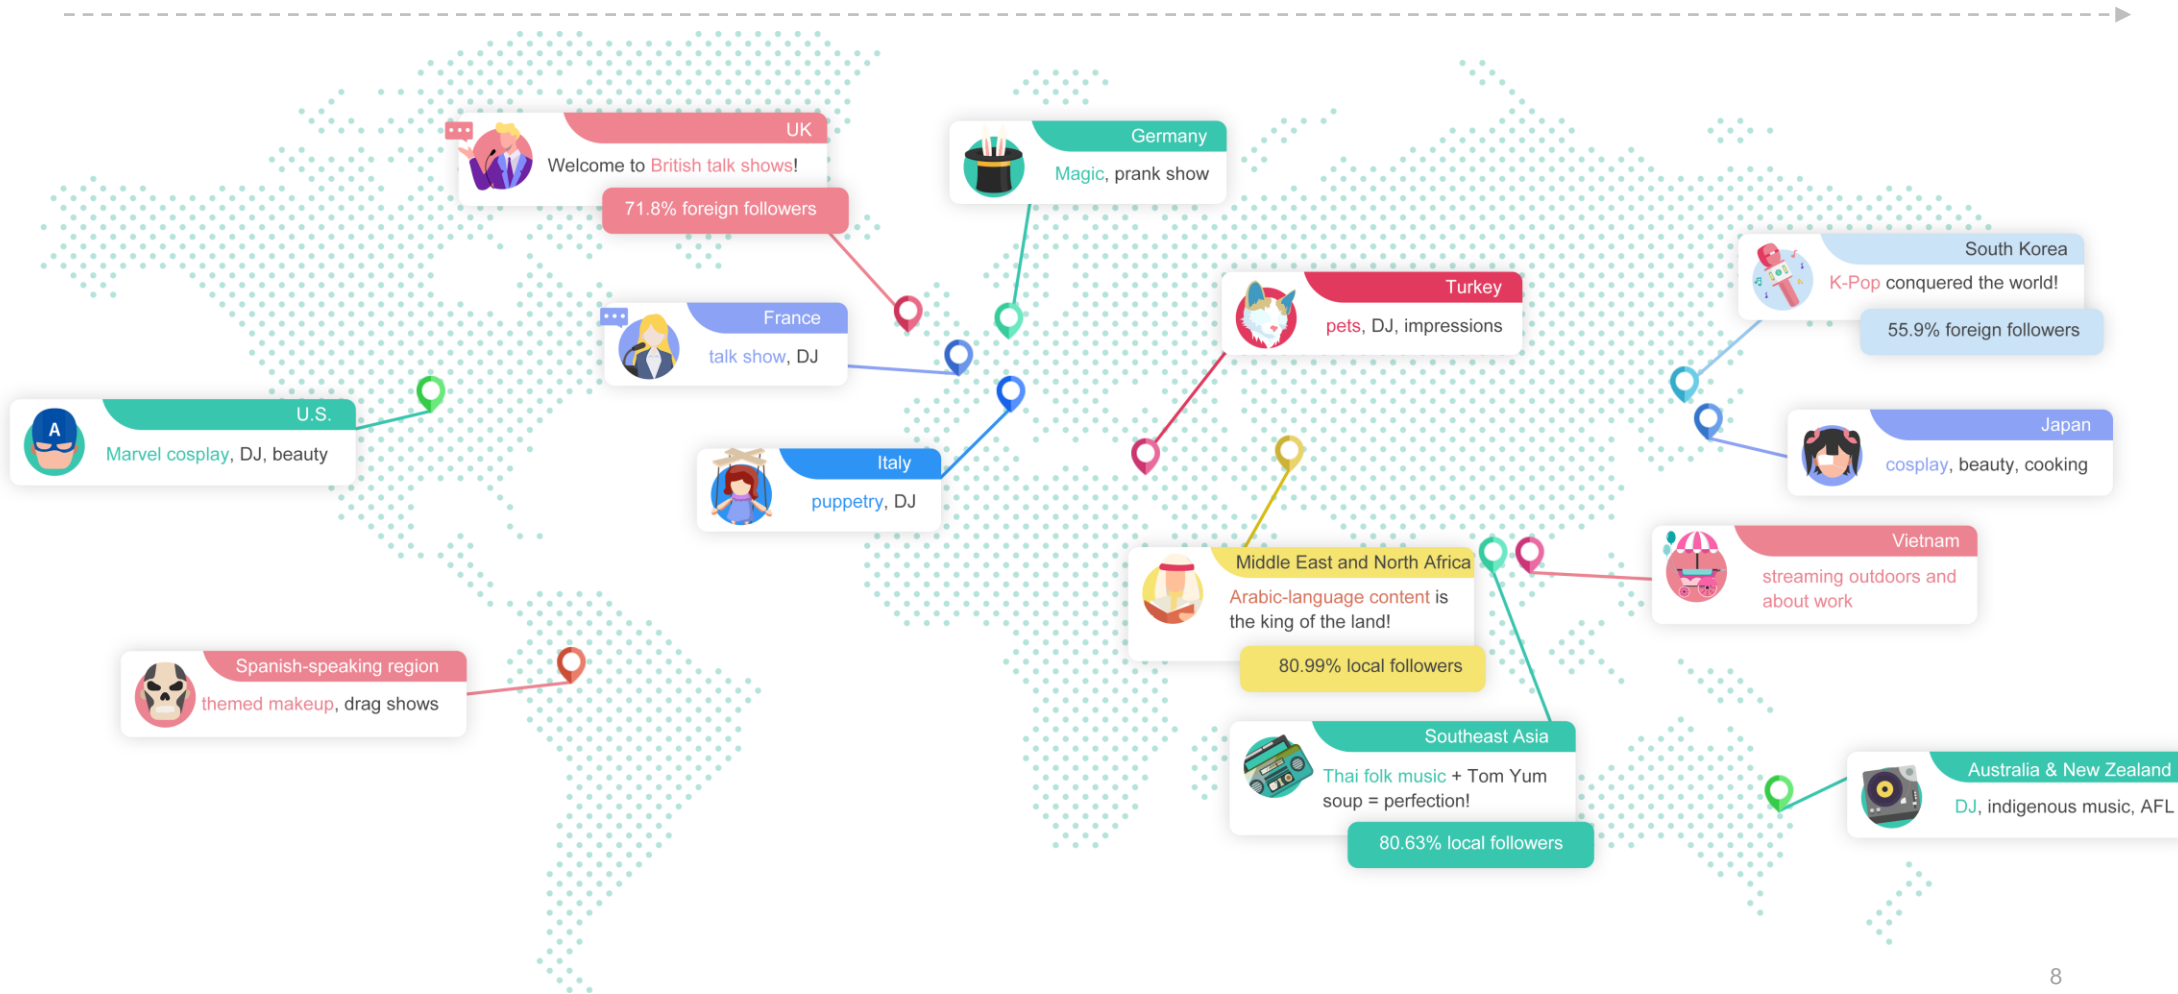 UK
Welcome to British talk shows!
71.8% foreign followers
Germany
Magic, prank show
South Korea
K-Pop conquered the world!
55.9% foreign followers
Turkey
pets, DJ, impressions
France
talk show, DJ
U.S.
A
Marvel cosplay, DJ, beauty
Japan
cosplay, beauty, cooking
Italy
puppetry, DJ
Vietnam
streaming outdoors and
about work
Middle East and North Africa
Arabic-language content is
the king of the land!
80.99% local followers
Spanish-speaking region
themed makeup, drag shows
Southeast Asia
Thai folk music + Tom Yum
soup = perfection!
80.63% local followers
Australia & New Zealand
DJ, indigenous music, AFL
8